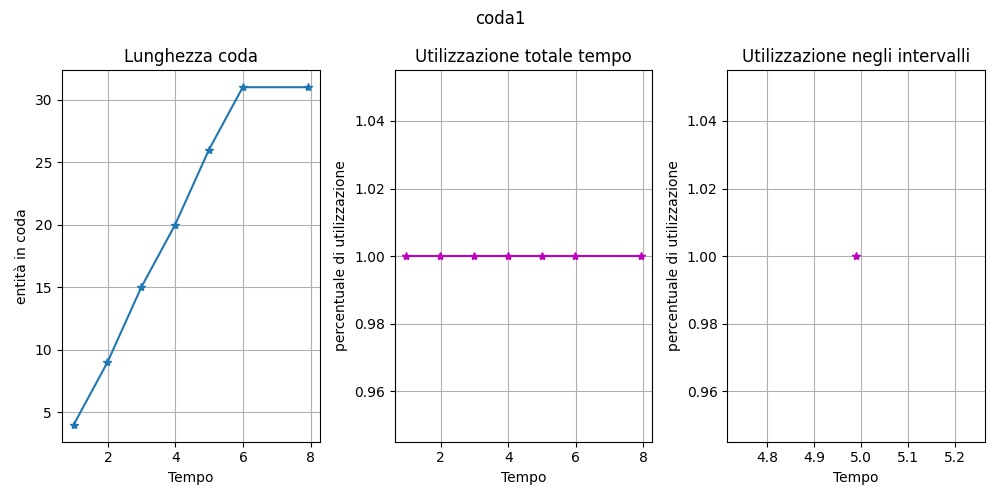 coda1
Lunghezza coda
entità in coda
30
25
20
15
10
5
2 4 6 8
Tempo
Utilizzazione totale tempo
percentuale di utilizzazione
1.04
1.02
1.00
0.98
0.96
2 4 6 8
Tempo
Utilizzazione negli intervalli
percentuale di utilizzazione
1.04
1.02
1.00
0.98
0.96
4.8 4.9 5.0 5.1 5.2
Tempo